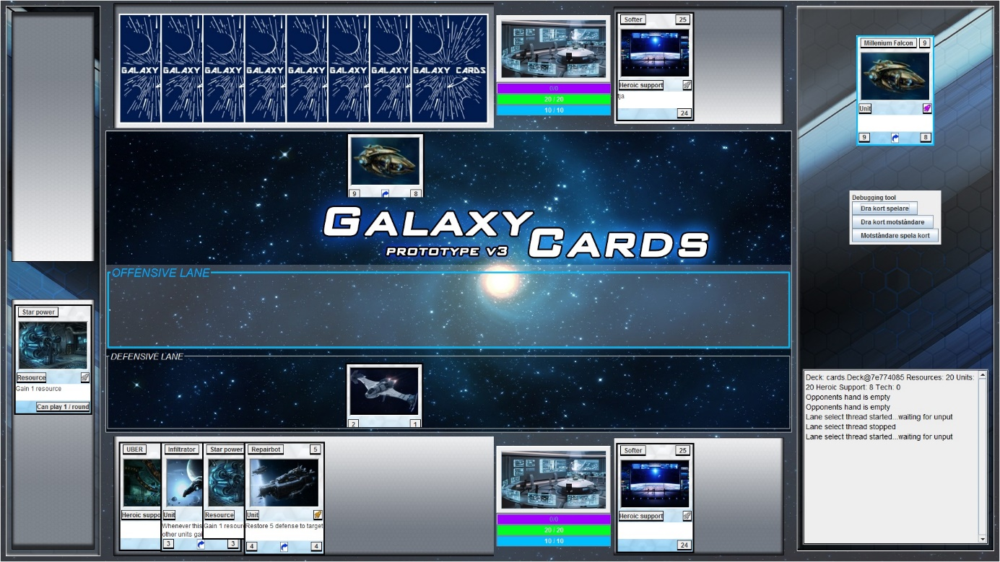 GALAXY
GALAXY
GALAXY
GALAXY
GALAXY
GALAXY
GALAXY
GALAXY CARDS
0/0
20 / 20
10 / 10
Softer
25
Heroic support
tja
24
Millenium Falcon
9
Unit
9
8
9
8
GALAXY
CARDS
PROTOTYPE V3
Debugging tool
Dra kort spelare
Dra kort motståndare
Motståndare spela kort
OFFENSIVE LANE
DEFENSIVE LANE
2
1
Star power
Resource
Gain 1 resource
Can play 1 / round
Deck: cards.Deck@7e774085 Resources: 20 Units:
20 Heroic Support: 8 Tech: 0
Opponents hand is empty
Opponents hand is empty
Lane select thread started...waiting for unput
Lane select thread stopped
Lane select thread started...waiting for unput
UBER
Heroic suppo
Infiltrator
Unit
Whenever this
other units gai
3
3
Star power
Resource
Gain 1 resour
Repairbot
5
Unit
Restore 5 defense to target
4
4
0/0
20 / 20
10 / 10
Softer
25
Heroic support
24